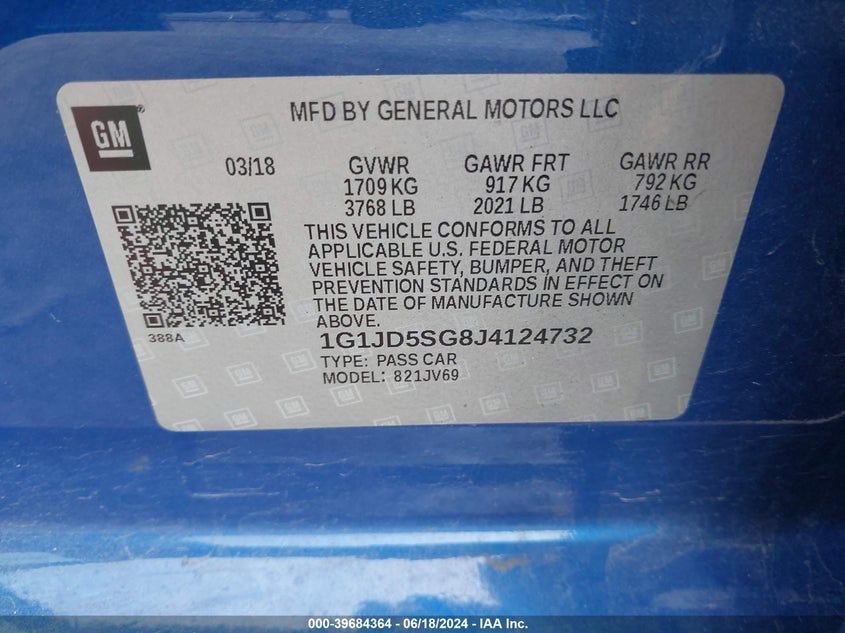 GM
MFD BY GENERAL MOTORS LLC
03/18 GVWR GAWR FRT GAWR RR
1709 KG 917 KG 792 KG
3768 LB 2021 LB 1746 LB
THIS VEHICLE CONFORMS TO ALL
APPLICABLE U.S. FEDERAL MOTOR
VEHICLE SAFETY, BUMPER, AND THEFT
PREVENTION STANDARDS IN EFFECT ON
THE DATE OF MANUFACTURE SHOWN
ABOVE.
388A
1G1JD5SG8J4124732
TYPE: PASS CAR
MODEL: 821JV69
000-39684364 - 06/18/2024 - IAA Inc.